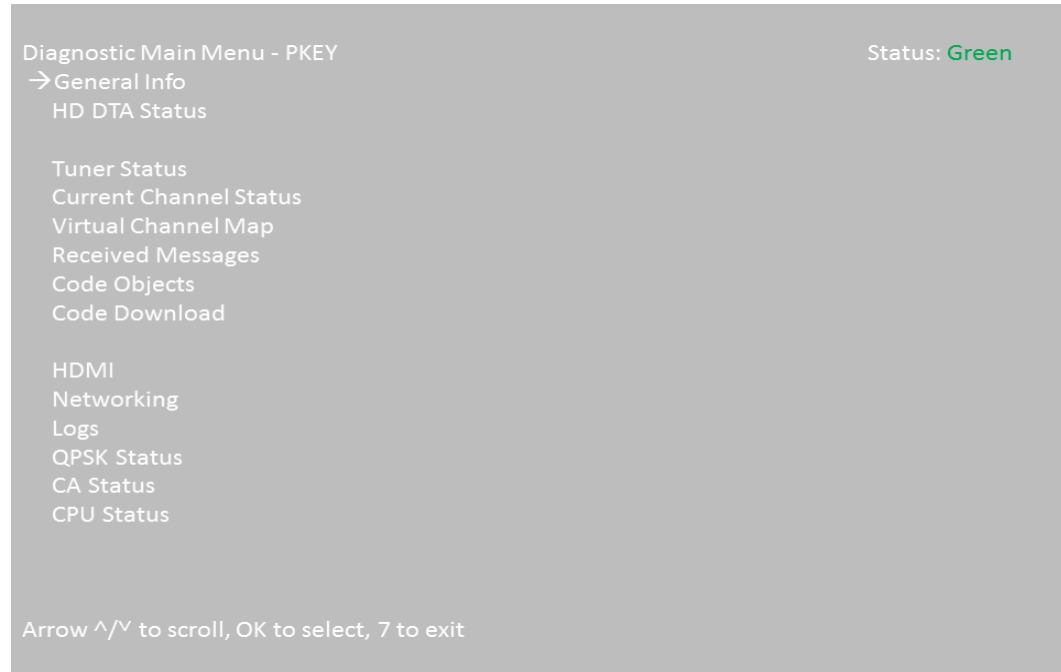 Diagnostic Main Menu - PKEY Status: Green
→General Info
HD DTA Status
Tuner Status
Current Channel Status
Virtual Channel Map
Received Messages
Code Objects
Code Download
HDMI
Networking
Logs
QPSK Status
CA Status
CPU Status
Arrow ^/˅ to scroll, OK to select, 7 to exit